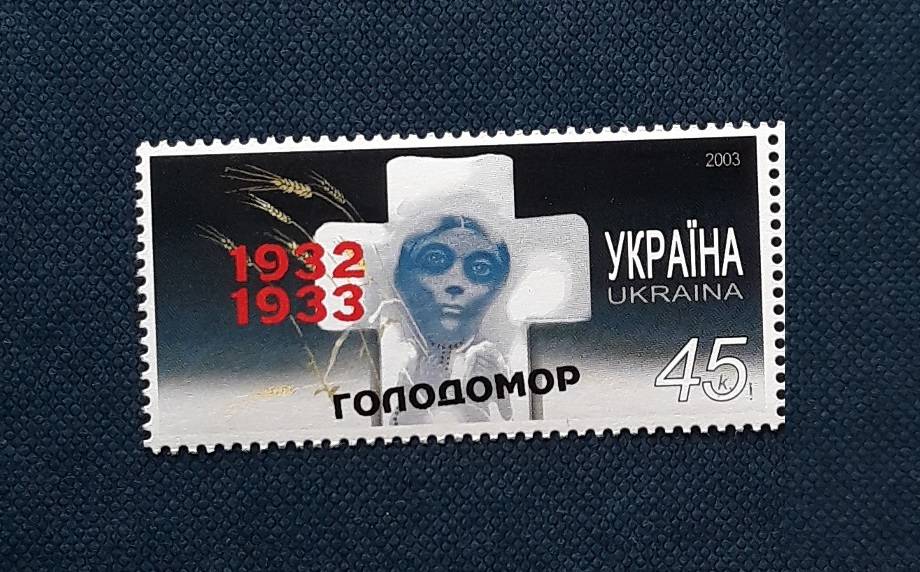 2003
1932
1933
УКРАЇНА
UKRAINA
ГОЛОДОМОР
45 к.